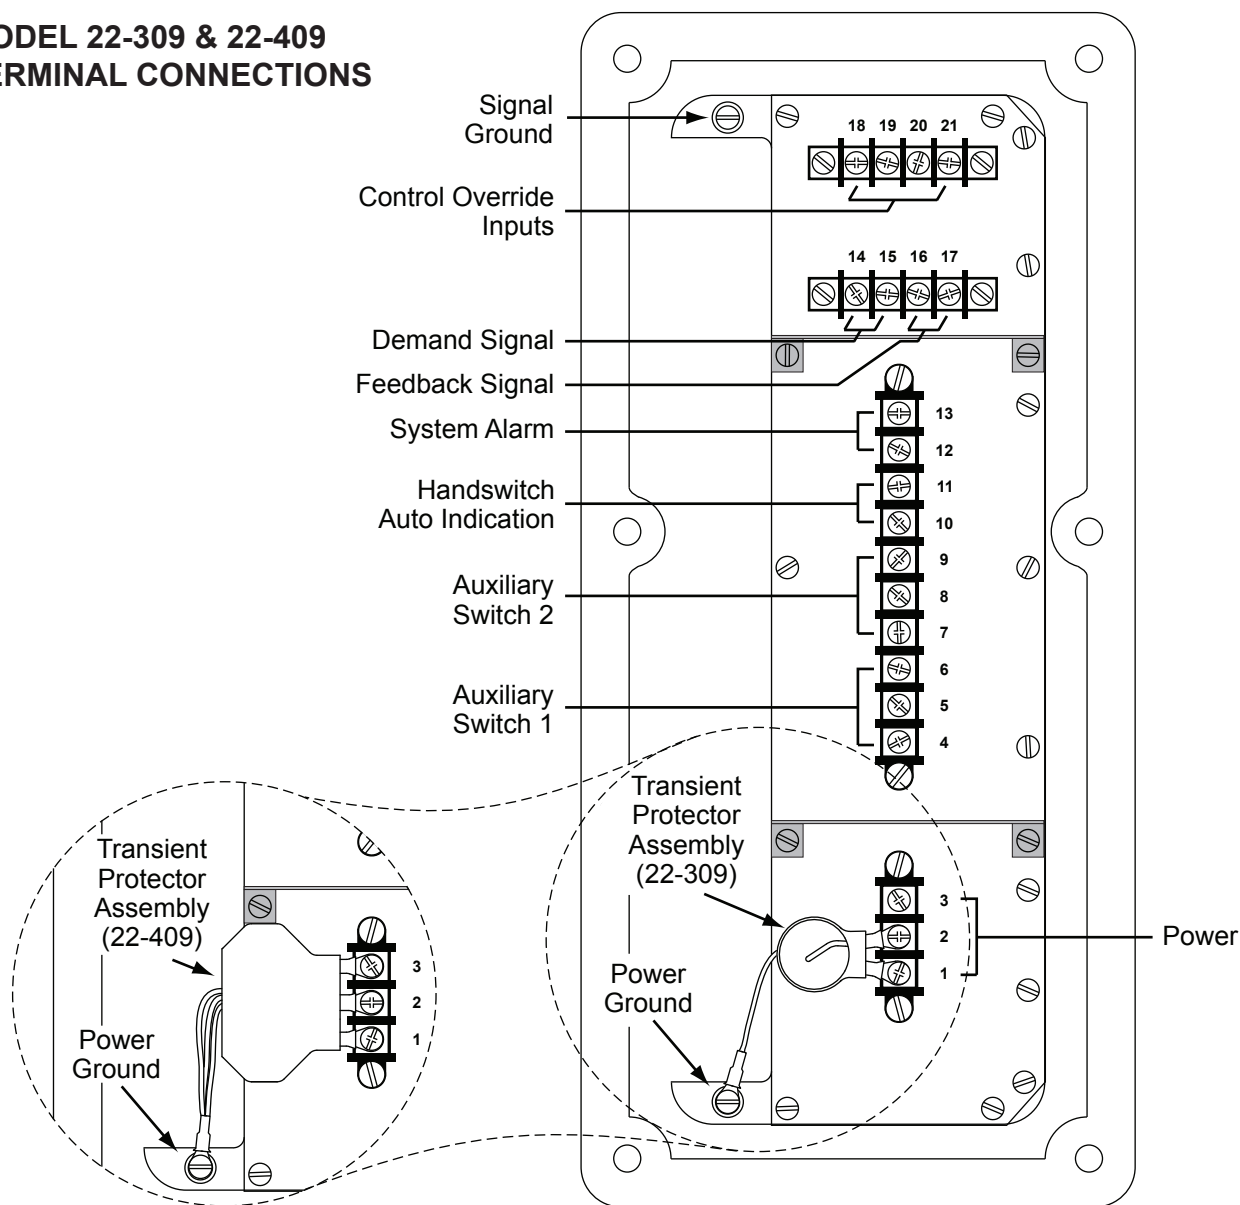 ODEL 22-309 & 22-409
ERMINAL CONNECTIONS
Signal
Ground
18 19 20 21
Control Override
Inputs
14 15 16 17
Demand Signal
Feedback Signal
System Alarm
13
12
Handswitch
Auto Indication
11
10
Auxiliary
Switch 2
9
8
7
Auxiliary
Switch 1
6
5
4
Transient
Protector
Assembly
(22-309)
3
2
1
Power
Power
Ground
Transient
Protector
Assembly
(22-409)
3
2
1
Power
Ground